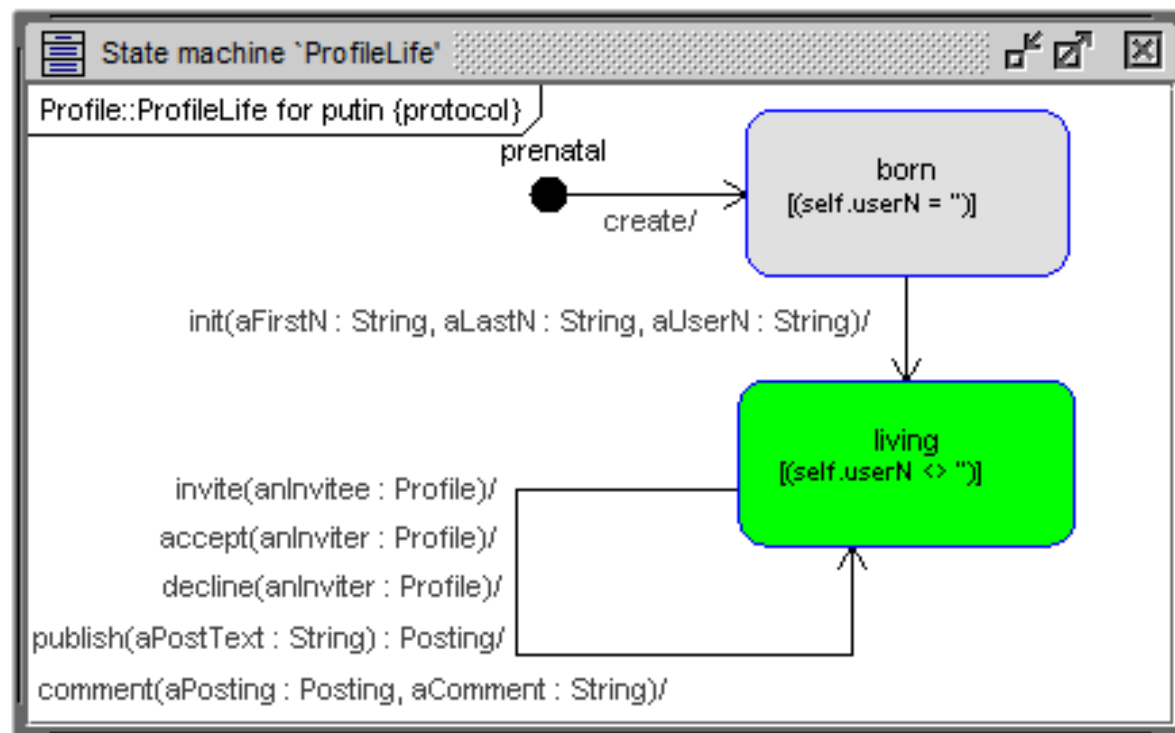 State machine `ProfileLife'
Profile::ProfileLife for putin {protocol}
prenatal
create/
born
[(self.userN = '')]
init(aFirstN : String, aLastN : String, aUserN : String)/
living
[(self.userN <> '')]
invite(anInvitee : Profile)/
accept(anInviter : Profile)/
decline(anInviter : Profile)/
publish(aPostText : String) : Posting/
comment(aPosting : Posting, aComment : String)/